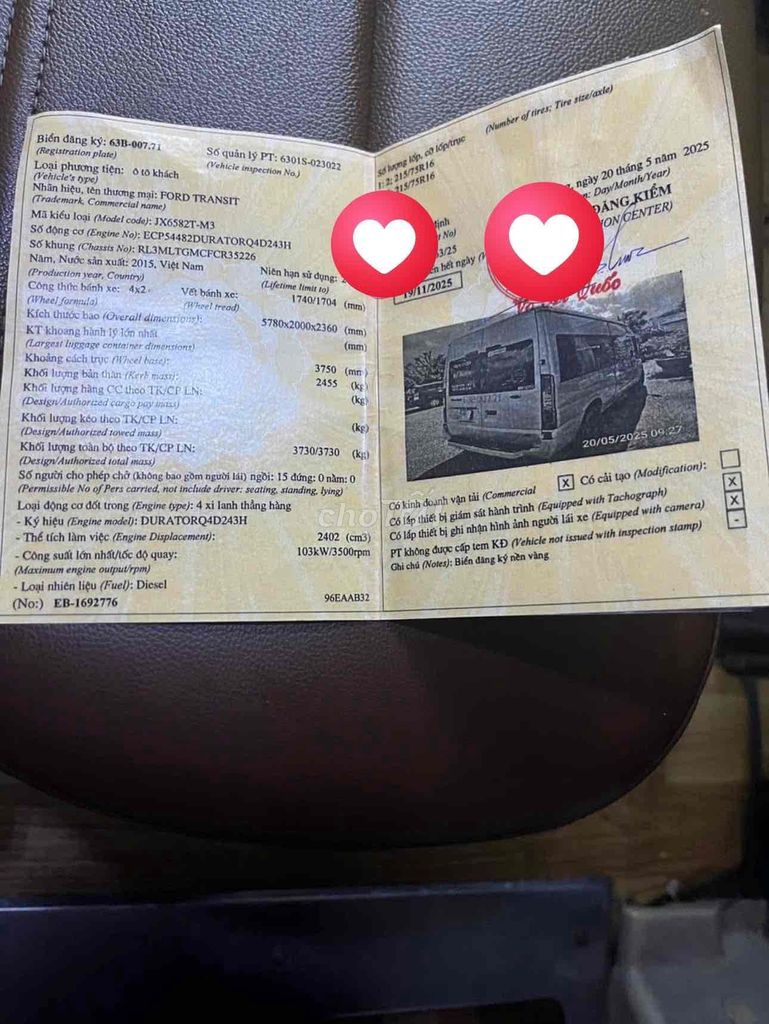 Biển đăng ký: 63B-007.71
(Registration plate)
Số quản lý PT: 6301S-023022
(Vehicle inspection No.)
Loại phương tiện: ô tô khách
(Vehicle's type)
Nhãn hiệu, tên thương mại: FORD TRANSIT
(Trademark, Commercial name)
Mã kiểu loại (Model code): JX6582T-M3
Số động cơ (Engine No): ECP54482DURATORQ4D243H
Số khung (Chassis No): RL3MLTGMCFCR35226
Năm, Nước sản xuất: 2015, Việt Nam
(Production year, Country)
Niên hạn sử dụng:
(Lifetime limit to)
Công thức bánh xe: 4x2
(Wheel formula)
Vết bánh xe: 1740/1704 (mm)
(Wheel tread)
Kích thước bao (Overall dimensions): 5780x2000x2360 (mm)
KT khoang hành lý lớn nhất (mm)
(Largest luggage container dimensions)
Khoảng cách trục (Wheel base): 3750 (mm)
Khối lượng bản thân (Kerb mass): 2455 (kg)
Khối lượng hàng CC theo TK/CP LN: (kg)
(Design/Authorized cargo pay mass)
Khối lượng kéo theo TK/CP LN: (kg)
(Design/Authorized towed mass)
Khối lượng toàn bộ theo TK/CP LN: 3730/3730 (kg)
(Design/Authorized total mass)
Số người cho phép chở (không bao gồm người lái) ngồi: 15 đứng: 0 nằm: 0
(Permissible No of Pers carried, not include driver: seating, standing, lying)
Loại động cơ đốt trong (Engine type): 4 xi lanh thẳng hàng
- Ký hiệu (Engine model): DURATORQ4D243H
- Thể tích làm việc (Engine Displacement): 2402 (cm3)
- Công suất lớn nhất/tốc độ quay: 103kW/3500rpm
(Maximum engine output/rpm)
- Loại nhiên liệu (Fuel): Diesel
(No:) EB-1692776
96EAAB32
Số lượng lốp, cỡ lốp/trục
(Number of tires; Tire size/axle)
1: 2; 215/75R16
215/75R16
ngày 20 tháng 5 năm 2025
Day/Month/Year)
ĐĂNG KIỂM
ION CENTER)
định
t No)
3/25
n hết ngày
19/11/2025
20/05/2025 09:27
Có kinh doanh vận tải (Commercial X Có cải tạo (Modification):
Có lắp thiết bị giám sát hành trình (Equipped with Tachograph) X
Có lắp thiết bị ghi nhận hình ảnh người lái xe (Equipped with camera) X
PT không được cấp tem KĐ (Vehicle not issued with inspection stamp) -
Ghi chú (Notes): Biển đăng ký nền vàng